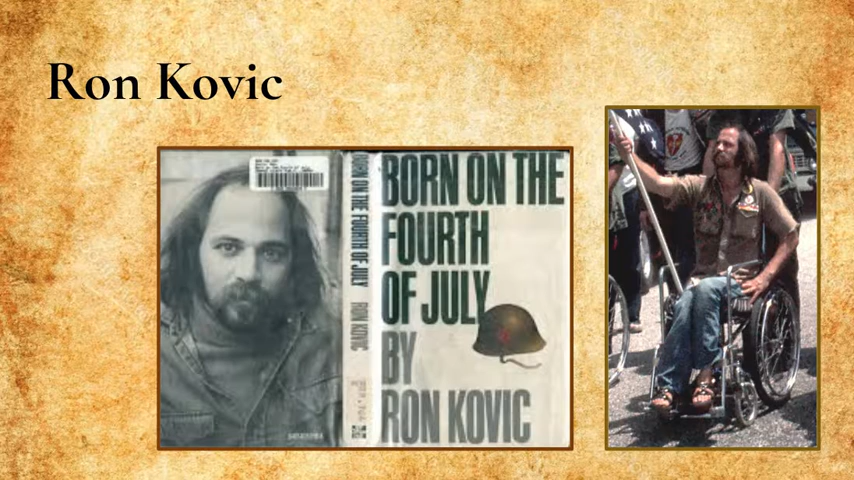 Ron Kovic
BORN ON THE FOURTH OF JULY
RON KOVIC
BORN ON THE
FOURTH
OF JULY
BY
RON KOVIC